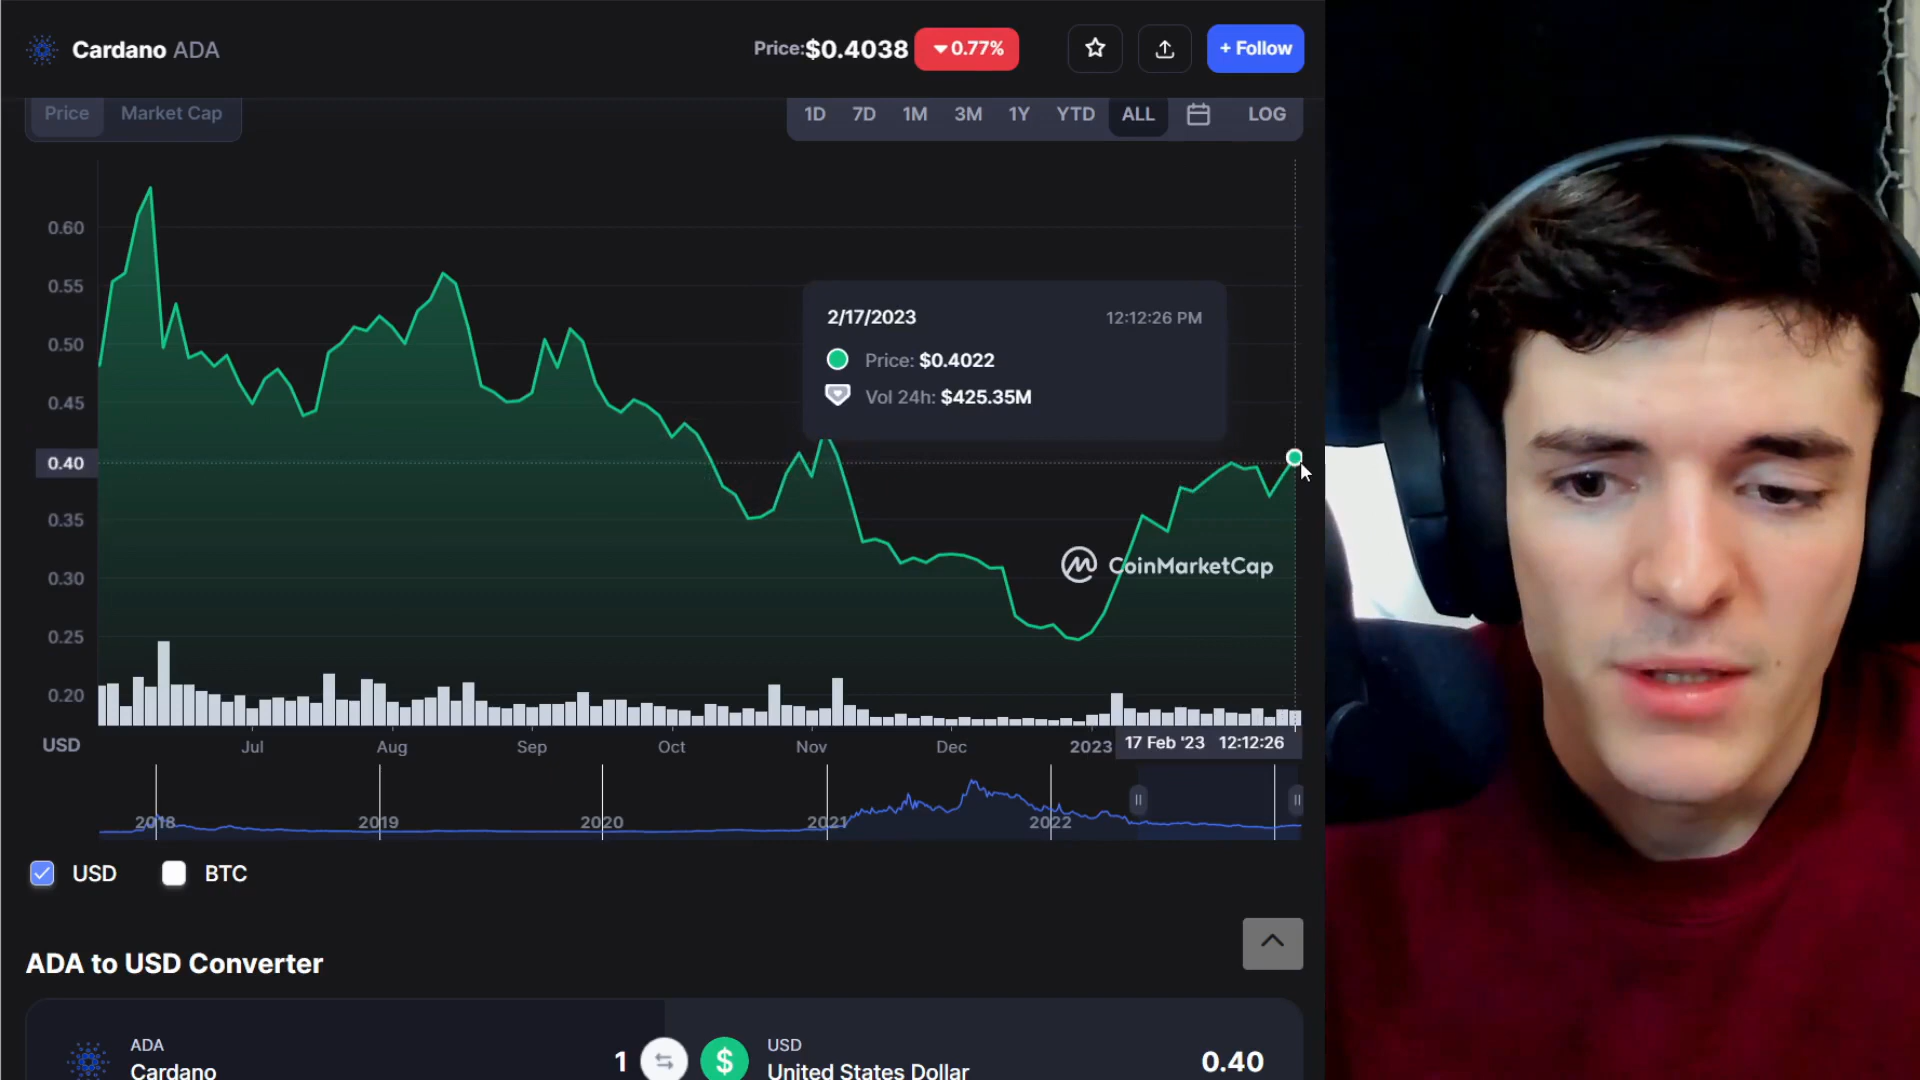 Cardano ADA
Price:$0.4038 0.77% + Follow
Price Market Cap 1D 7D 1M 3M 1Y YTD ALL LOG
0.60
0.55
0.50
0.45
0.40
0.35
0.30
0.25
0.20
2/17/2023 12:12:26 PM
Price: $0.4022
Vol 24h: $425.35M
CoinMarketCap
USD Jul Aug Sep Oct Nov Dec 2023 17 Feb '23 12:12:26
2018 2019 2020 2021 2022
USD BTC
ADA to USD Converter
ADA
Cardano
1
$
USD
United States Dollar
0.40